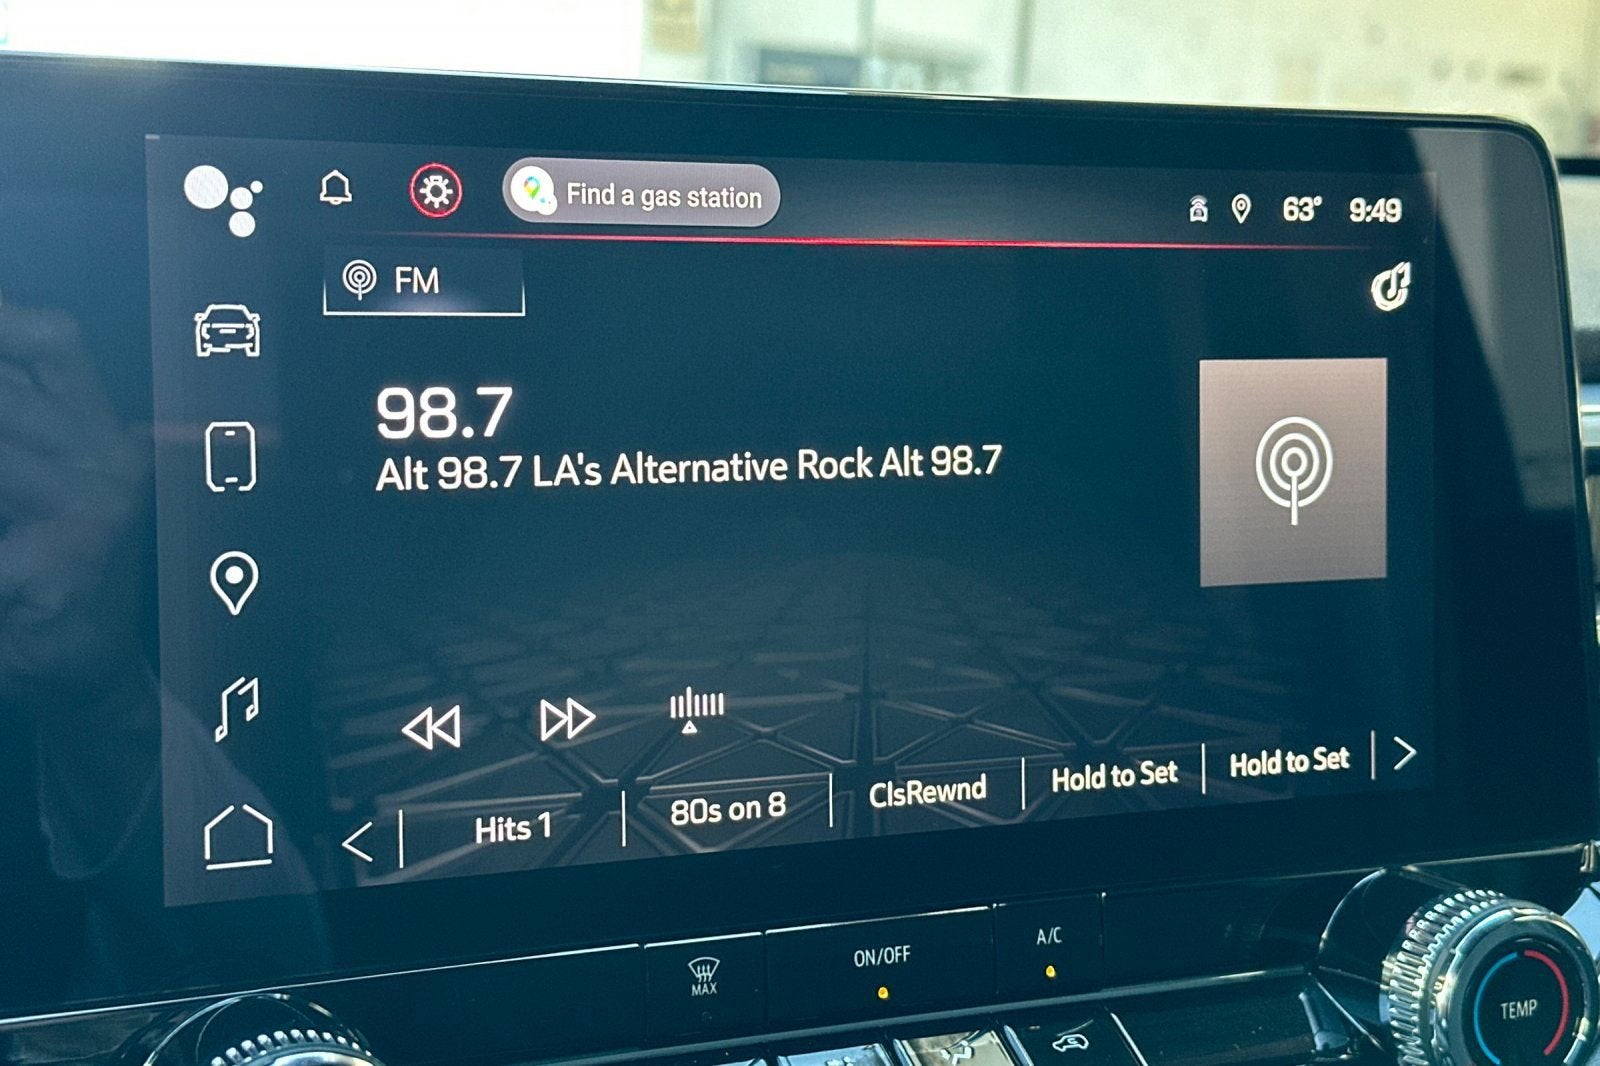 Find a gas station
63° 9:49
FM
98.7
Alt 98.7 LA's Alternative Rock Alt 98.7
Hits 1
80s on 8
ClsRewnd
Hold to Set
Hold to Set
MAX
ON/OFF
A/C
TEMP